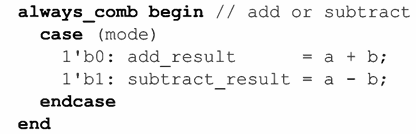 always_comb begin // add or subtract
case (mode)
1'b0: add_result = a + b;
1'b1: subtract_result = a - b;
endcase
end